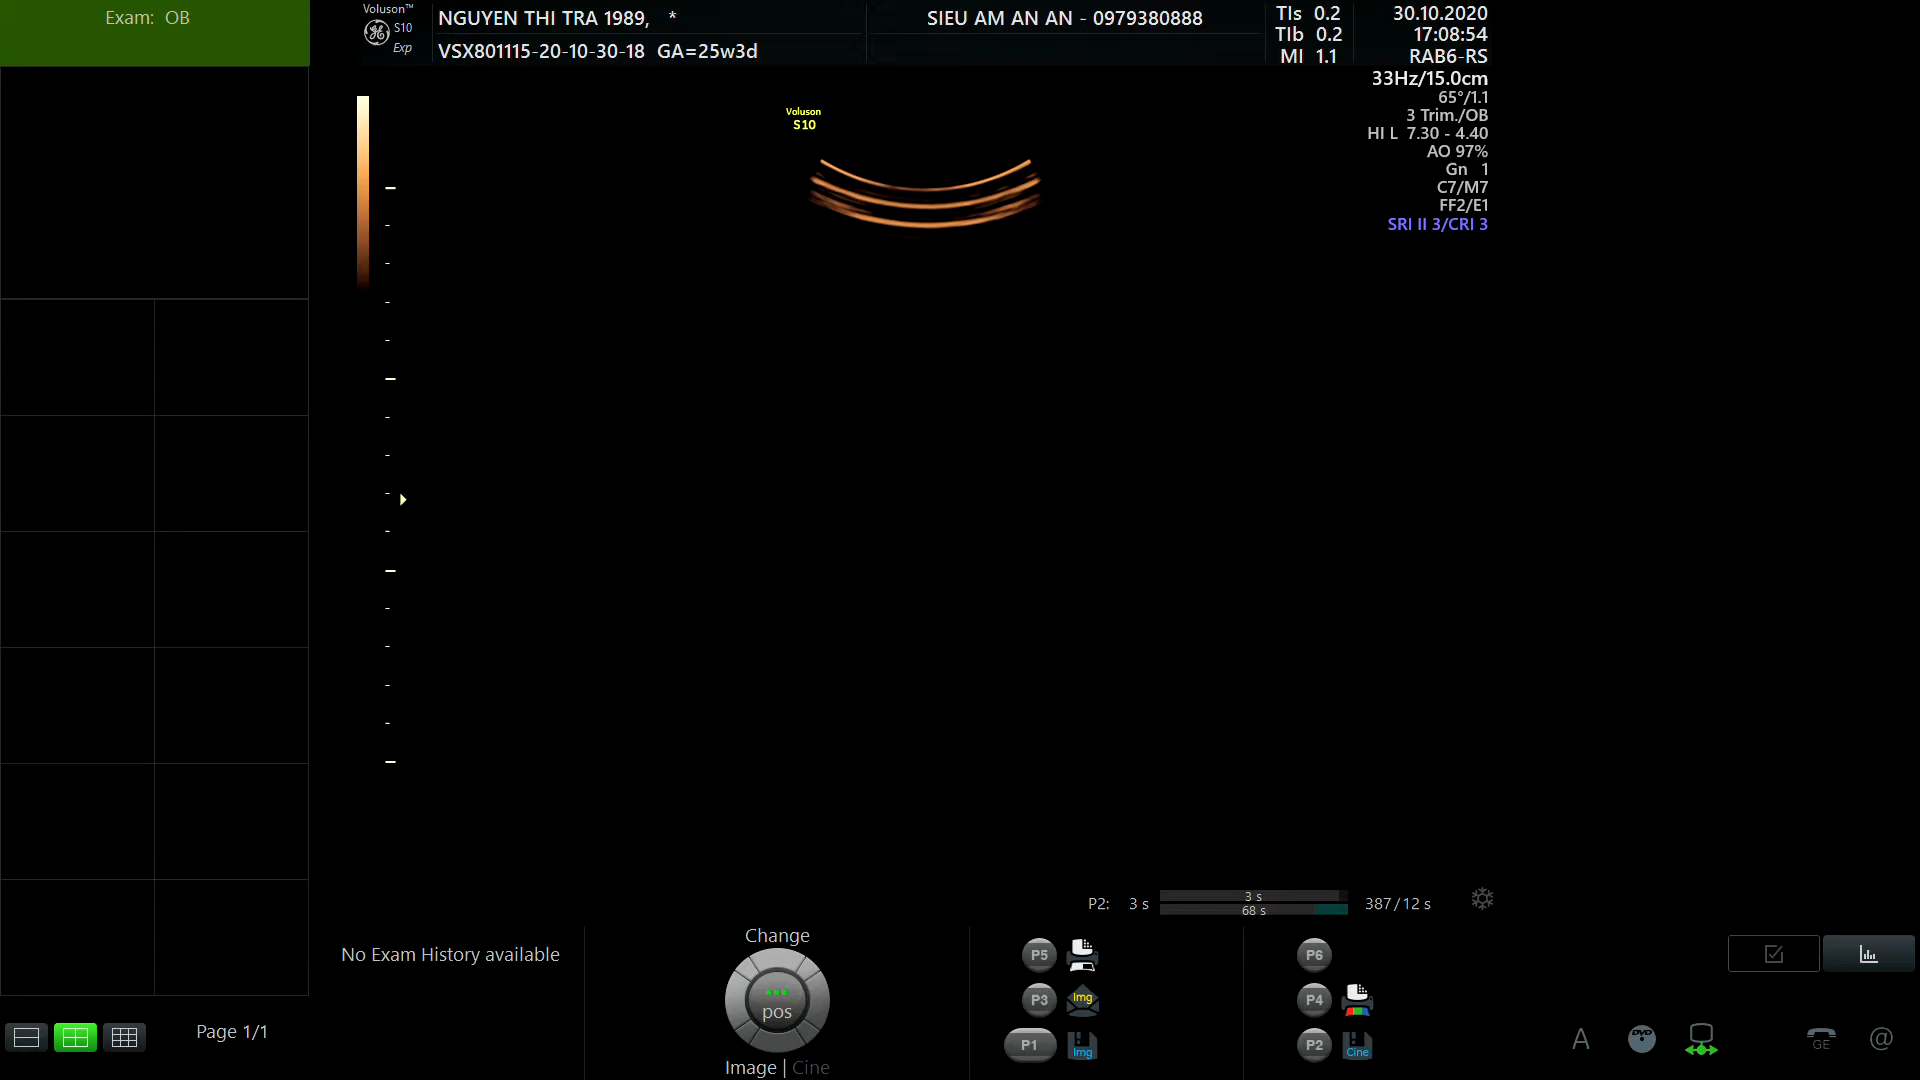 Exam: OB
Voluson™
S10
Exp
NGUYEN THI TRA 1989, *
VSX801115-20-10-30-18 GA=25w3d
SIEU AM AN AN - 0979380888
TIs 0.2
TIb 0.2
MI 1.1
30.10.2020
17:08:54
RAB6-RS
33Hz/15.0cm
65°/1.1
3 Trim./OB
HI L 7.30 - 4.40
AO 97%
Gn 1
C7/M7
FF2/E1
SRI II 3/CRI 3
Voluson
S10
P2: 3 s
3 s
68 s
387/12 s
No Exam History available
Change
pos
Image | Cine
P5
P3 Img
P1 Img
P6
P4
P2 Cine
Page 1/1
A
DVD
GE
@